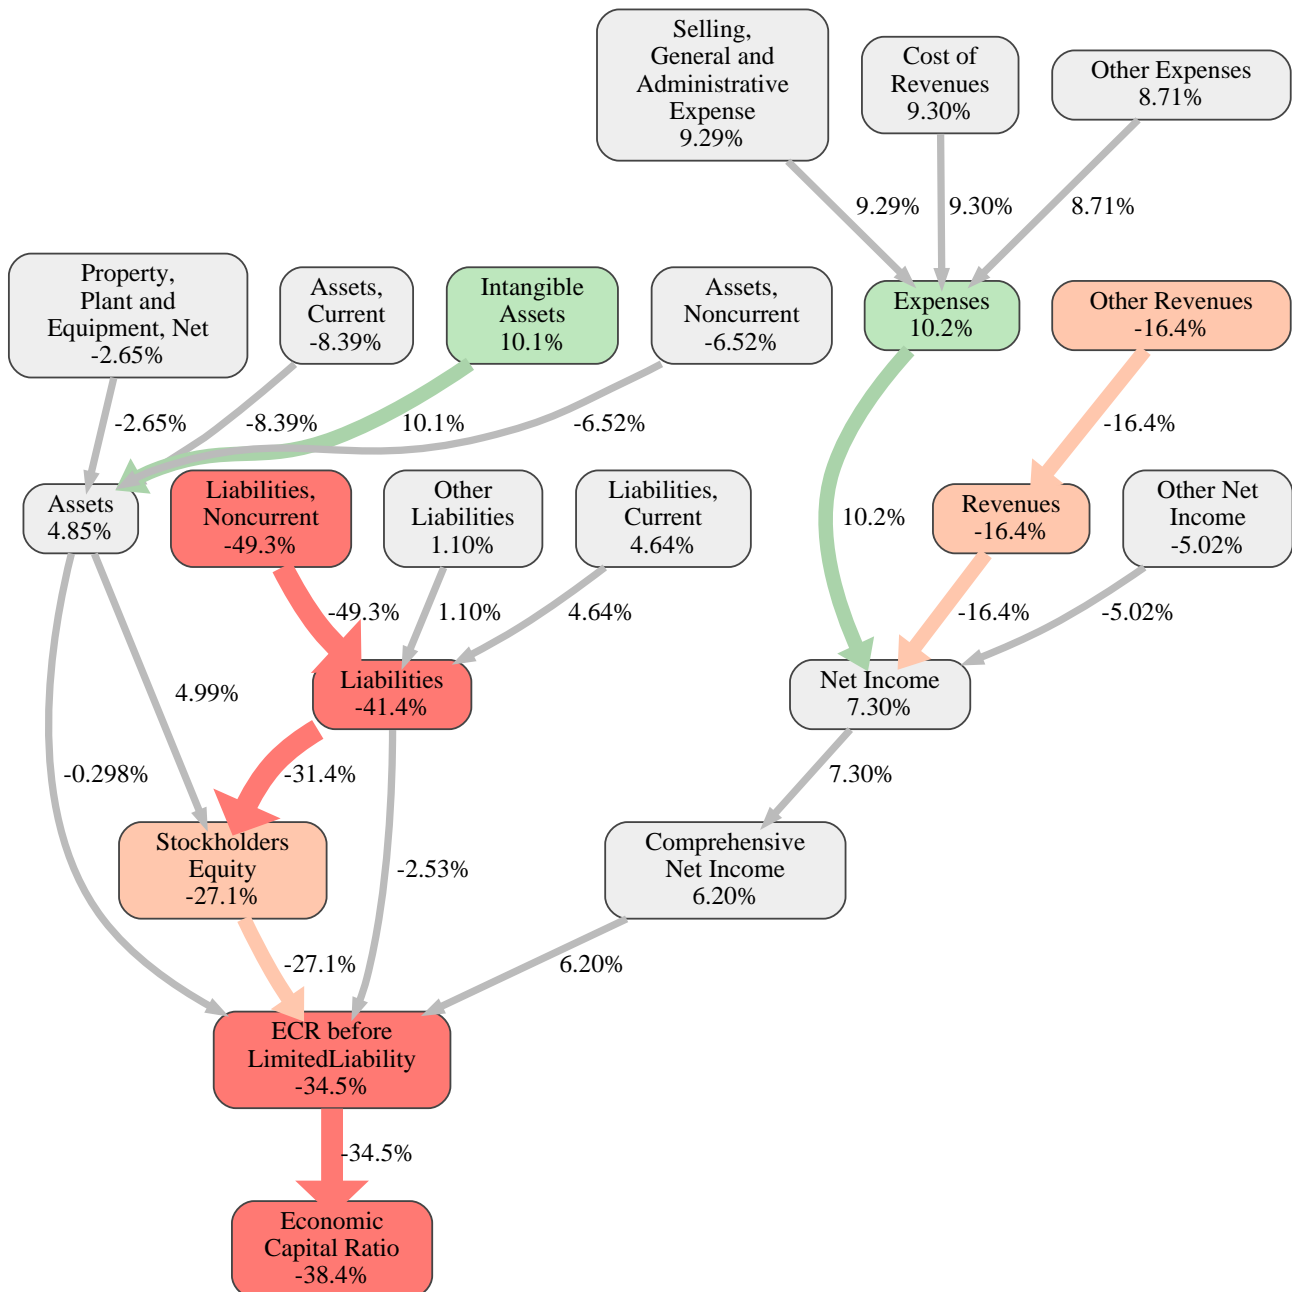 Selling,
General and
Administrative
Expense
9.29%
Cost of
Revenues
9.30%
Other Expenses
8.71%
9.29%
9.30%
8.71%
Property,
Plant and
Equipment, Net
-2.65%
Assets,
Current
-8.39%
Intangible
Assets
10.1%
Assets,
Noncurrent
-6.52%
Expenses
10.2%
Other Revenues
-16.4%
-2.65%
-8.39%
10.1%
-6.52%
-16.4%
Assets
4.85%
Liabilities,
Noncurrent
-49.3%
Other
Liabilities
1.10%
Liabilities,
Current
4.64%
10.2%
Revenues
-16.4%
Other Net
Income
-5.02%
-49.3%
1.10%
4.64%
-16.4%
-5.02%
4.99%
Liabilities
-41.4%
Net Income
7.30%
-0.298%
-31.4%
7.30%
Stockholders
Equity
-27.1%
-2.53%
Comprehensive
Net Income
6.20%
-27.1%
6.20%
ECR before
LimitedLiability
-34.5%
-34.5%
Economic
Capital Ratio
-38.4%